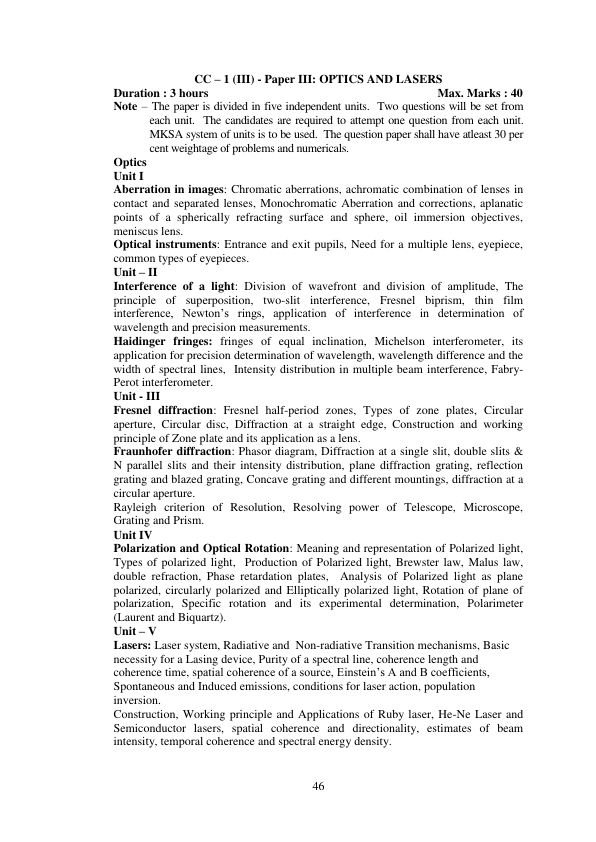 CC – 1 (III) - Paper III: OPTICS AND LASERS
Duration : 3 hours Max. Marks : 40
Note – The paper is divided in five independent units. Two questions will be set from
each unit. The candidates are required to attempt one question from each unit.
MKSA system of units is to be used. The question paper shall have atleast 30 per
cent weightage of problems and numericals.
Optics
Unit I
Aberration in images: Chromatic aberrations, achromatic combination of lenses in
contact and separated lenses, Monochromatic Aberration and corrections, aplanatic
points of a spherically refracting surface and sphere, oil immersion objectives,
meniscus lens.
Optical instruments: Entrance and exit pupils, Need for a multiple lens, eyepiece,
common types of eyepieces.
Unit – II
Interference of a light: Division of wavefront and division of amplitude, The
principle of superposition, two-slit interference, Fresnel biprism, thin film
interference, Newton's rings, application of interference in determination of
wavelength and precision measurements.
Haidinger fringes: fringes of equal inclination, Michelson interferometer, its
application for precision determination of wavelength, wavelength difference and the
width of spectral lines, Intensity distribution in multiple beam interference, Fabry-
Perot interferometer.
Unit - III
Fresnel diffraction: Fresnel half-period zones, Types of zone plates, Circular
aperture, Circular disc, Diffraction at a straight edge, Construction and working
principle of Zone plate and its application as a lens.
Fraunhofer diffraction: Phasor diagram, Diffraction at a single slit, double slits &
N parallel slits and their intensity distribution, plane diffraction grating, reflection
grating and blazed grating, Concave grating and different mountings, diffraction at a
circular aperture.
Rayleigh criterion of Resolution, Resolving power of Telescope, Microscope,
Grating and Prism.
Unit IV
Polarization and Optical Rotation: Meaning and representation of Polarized light,
Types of polarized light, Production of Polarized light, Brewster law, Malus law,
double refraction, Phase retardation plates, Analysis of Polarized light as plane
polarized, circularly polarized and Elliptically polarized light, Rotation of plane of
polarization, Specific rotation and its experimental determination, Polarimeter
(Laurent and Biquartz).
Unit – V
Lasers: Laser system, Radiative and Non-radiative Transition mechanisms, Basic
necessity for a Lasing device, Purity of a spectral line, coherence length and
coherence time, spatial coherence of a source, Einstein's A and B coefficients,
Spontaneous and Induced emissions, conditions for laser action, population
inversion.
Construction, Working principle and Applications of Ruby laser, He-Ne Laser and
Semiconductor lasers, spatial coherence and directionality, estimates of beam
intensity, temporal coherence and spectral energy density.
46